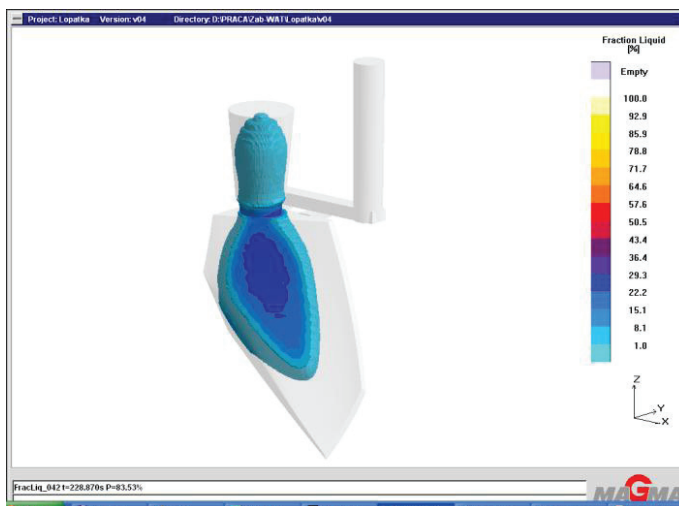 Project: Lopatka Version: v04 Directory: D:\PRACA\Zab-WAT\Lopatka\v04
Fraction Liquid
[%]
Empty
100.0
92.9
85.9
78.8
71.7
64.6
57.6
50.5
43.4
36.4
29.3
22.2
15.1
8.1
1.0
Z
Y
X
FracLiq_042 t=228.870s P=83.53%
MAGMA